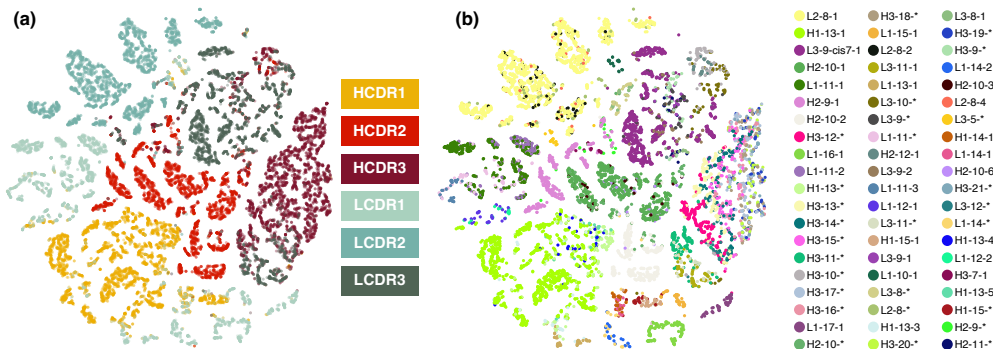 (a)
HCDR1
HCDR2
HCDR3
LCDR1
LCDR2
LCDR3
(b)
L2-8-1
H1-13-1
L3-9-cis7-1
H2-10-1
L1-11-1
H2-9-1
H2-10-2
H3-12-*
L1-16-1
L1-11-2
H1-13-*
H3-13-*
H3-14-*
H3-15-*
H3-11-*
H3-10-*
H3-17-*
H3-16-*
L1-17-1
H2-10-*
H3-18-*
L1-15-1
L2-8-2
L3-11-1
L1-13-1
L3-10-*
L3-9-*
L1-11-*
H2-12-1
L3-9-2
L1-11-3
L1-12-1
L3-11-*
H1-15-1
L3-9-1
L1-10-1
L3-8-*
L2-8-*
H1-13-3
H3-20-*
L3-8-1
H3-19-*
H3-9-*
L1-14-2
H2-10-3
L2-8-4
L3-5-*
H1-14-1
L1-14-1
H2-10-6
H3-21-*
L3-12-*
L1-14-*
H1-13-4
L1-12-2
H3-7-1
H1-13-5
H1-15-*
H2-9-*
H2-11-*